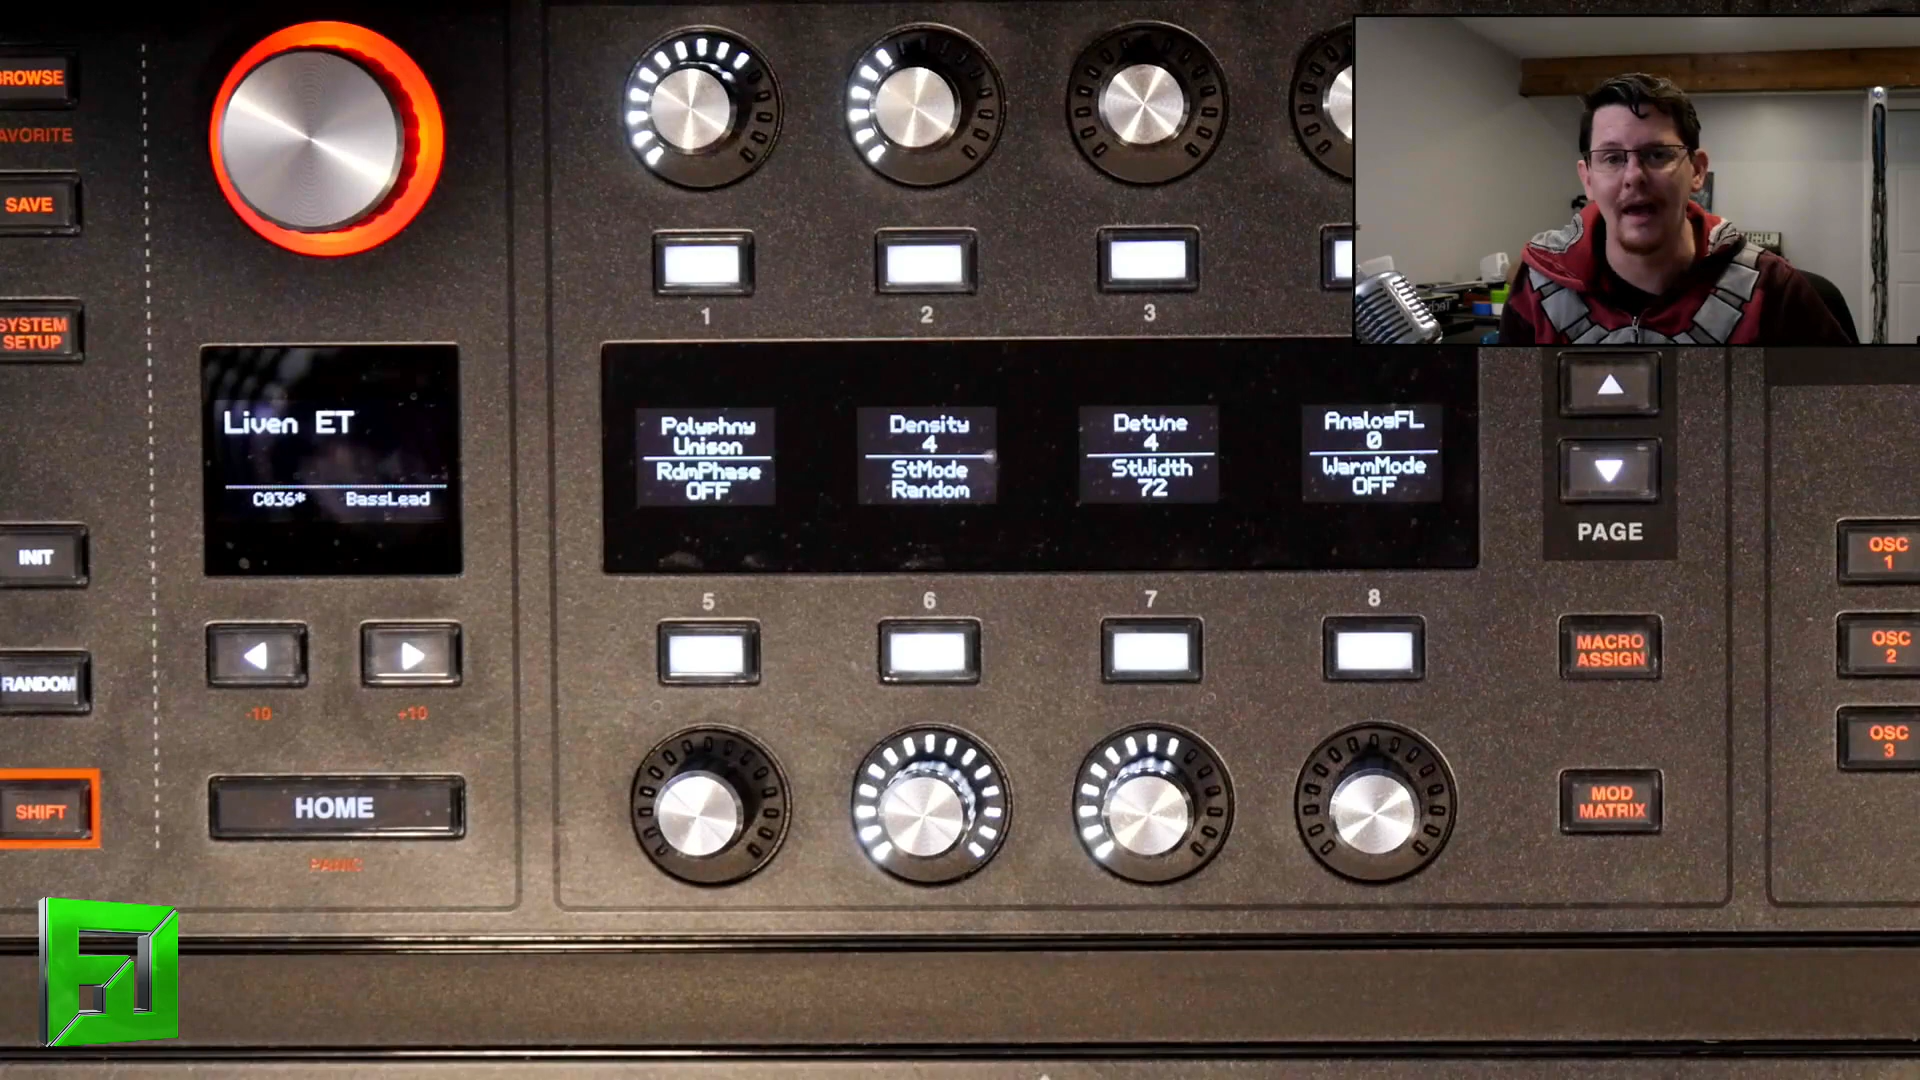 BROWSE
FAVORITE
SAVE
SYSTEM
SETUP
INIT
RANDOM
SHIFT
Liven ET
C036* BassLead
-10 +10
HOME
PANIC
1 2 3
Polyphny
Unison
RdmPhase
OFF
Density
4
StMode
Random
Detune
4
StWidth
72
AnalogFL
0
WarmMode
OFF
5 6 7 8
PAGE
MACRO
ASSIGN
MOD
MATRIX
OSC
1
OSC
2
OSC
3